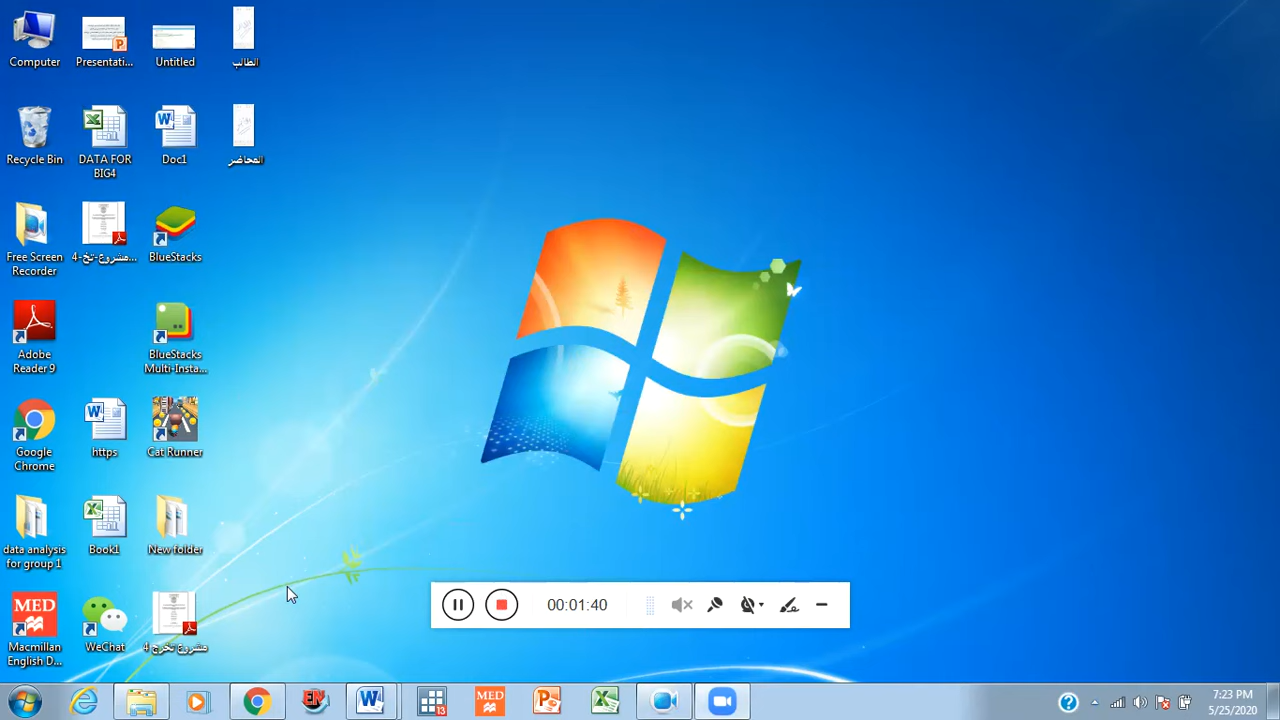 Computer
Presentati...
Untitled
الطالب
Recycle Bin
DATA FOR
BIG4
Doc1
المحاضر
Free Screen
Recorder
مشروع-تخ-4...
BlueStacks
Adobe
Reader 9
BlueStacks
Multi-Insta...
Google
Chrome
https
Cat Runner
data analysis
for group 1
Book1
New folder
MED
Macmillan
English D...
WeChat
مشروع تخرج 4
00:01:40
13
MED
7:23 PM
5/25/2020